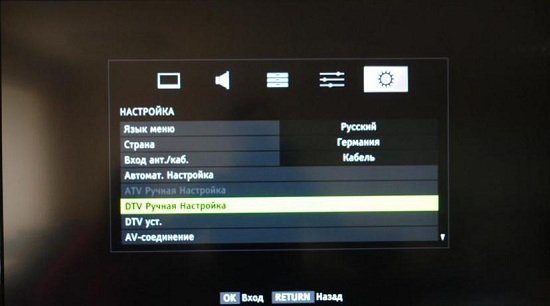 НАСТРОЙКА
Язык меню Русский
Страна Германия
Вход ант./каб. Кабель
Автомат. Настройка
ATV Ручная Настройка
DTV Ручная Настройка
DTV уст.
AV-соединение
OK Вход RETURN Назад